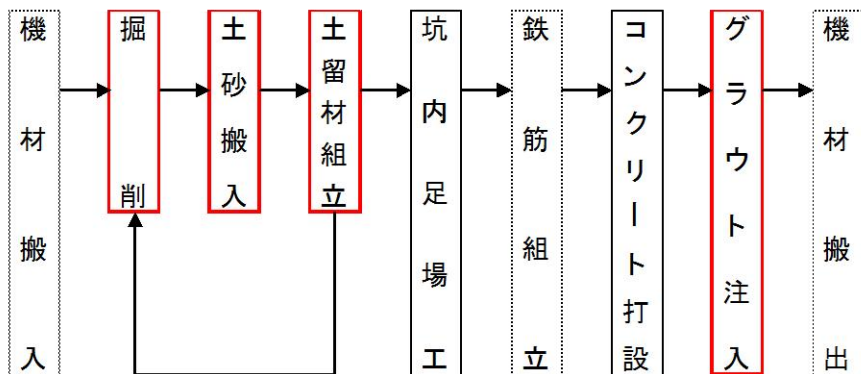 機材搬入
掘削
土砂搬入
土留材組立
坑内足場工
鉄筋組立
コンクリート打設
グラウト注入
機材搬出